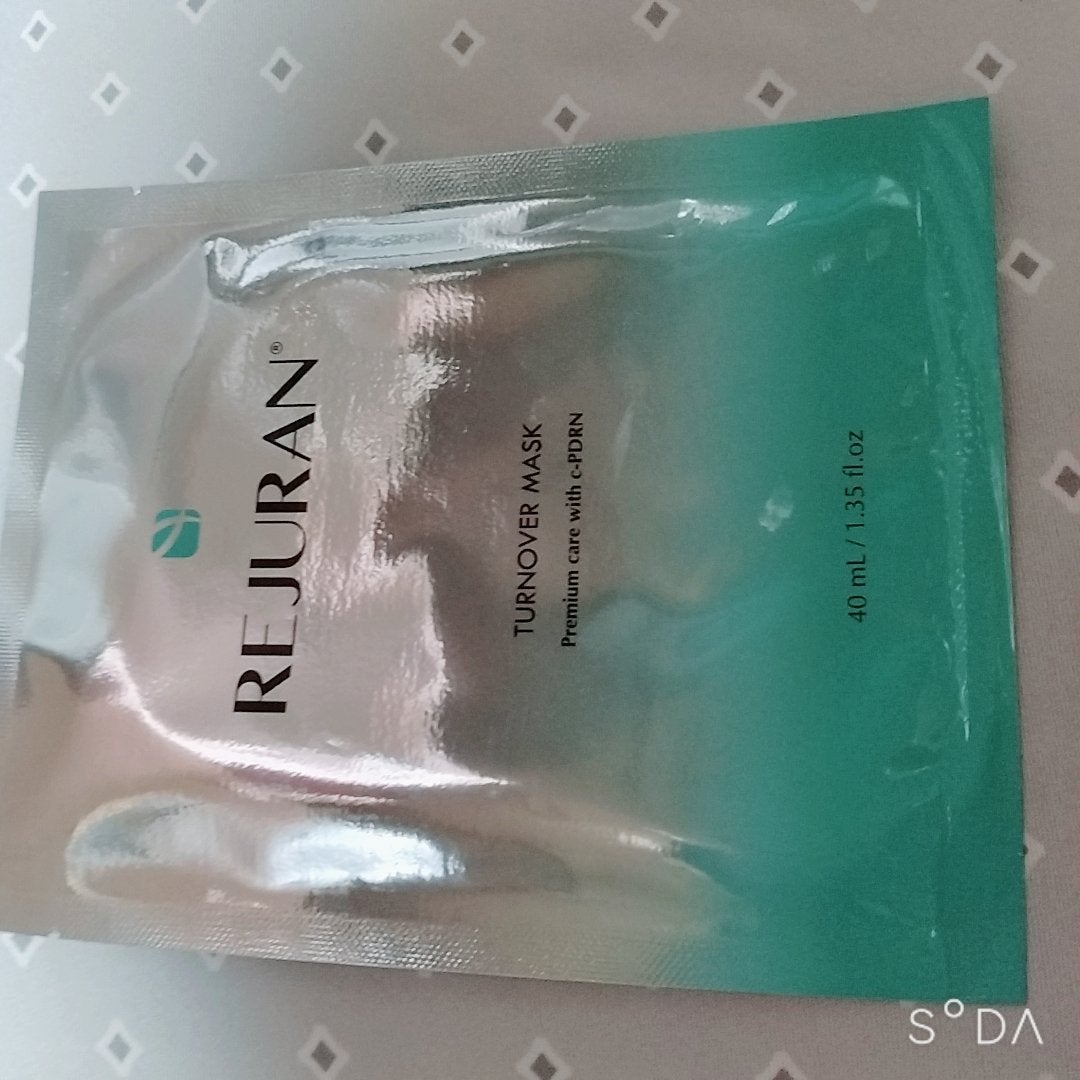 REJURAN®
TURNOVER MASK
Premium care with c-PDRN
40 mL / 1.35 fl.oz
SODA